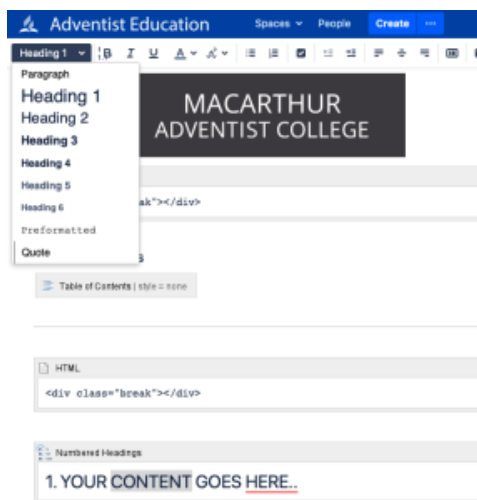 Adventist Education Spaces People Create ...
Heading 1 B I U A
Paragraph
Heading 1
Heading 2
Heading 3
Heading 4
Heading 5
Heading 6
Preformatted
Quote
MACARTHUR
ADVENTIST COLLEGE
ak"></div>
s
Table of Contents | style = none
HTML
<div class="break"></div>
Numbered Headings
1. YOUR CONTENT GOES HERE..